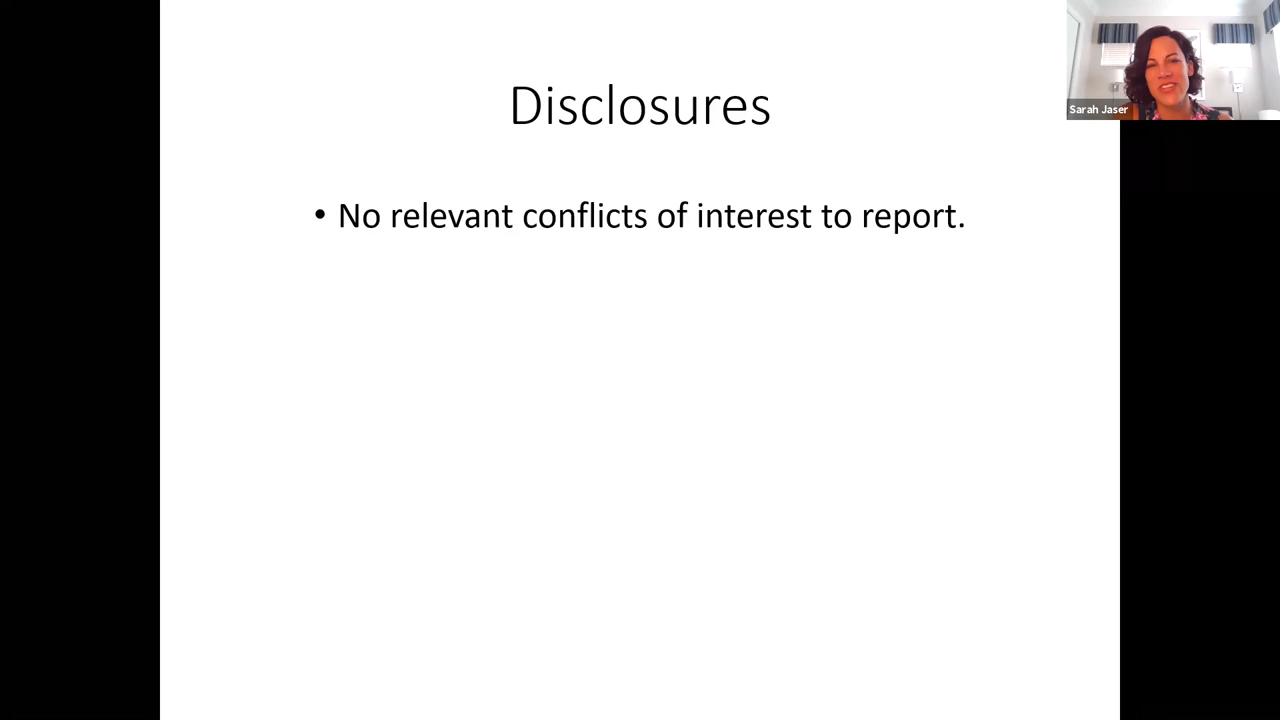 Disclosures
• No relevant conflicts of interest to report.
Sarah Jaser